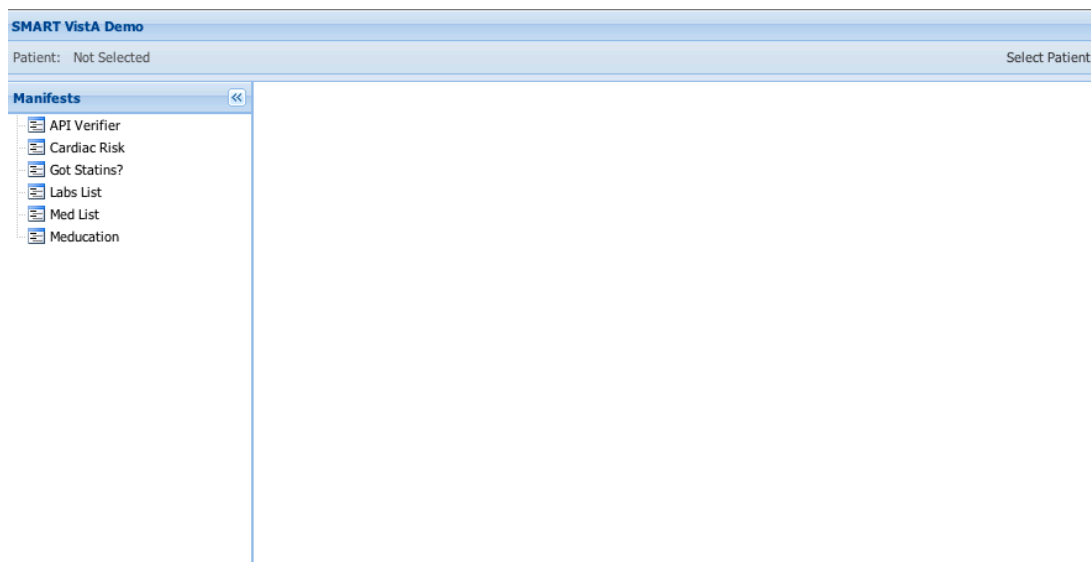 SMART VistA Demo
Patient: Not Selected Select Patient
Manifests
API Verifier
Cardiac Risk
Got Statins?
Labs List
Med List
Meducation